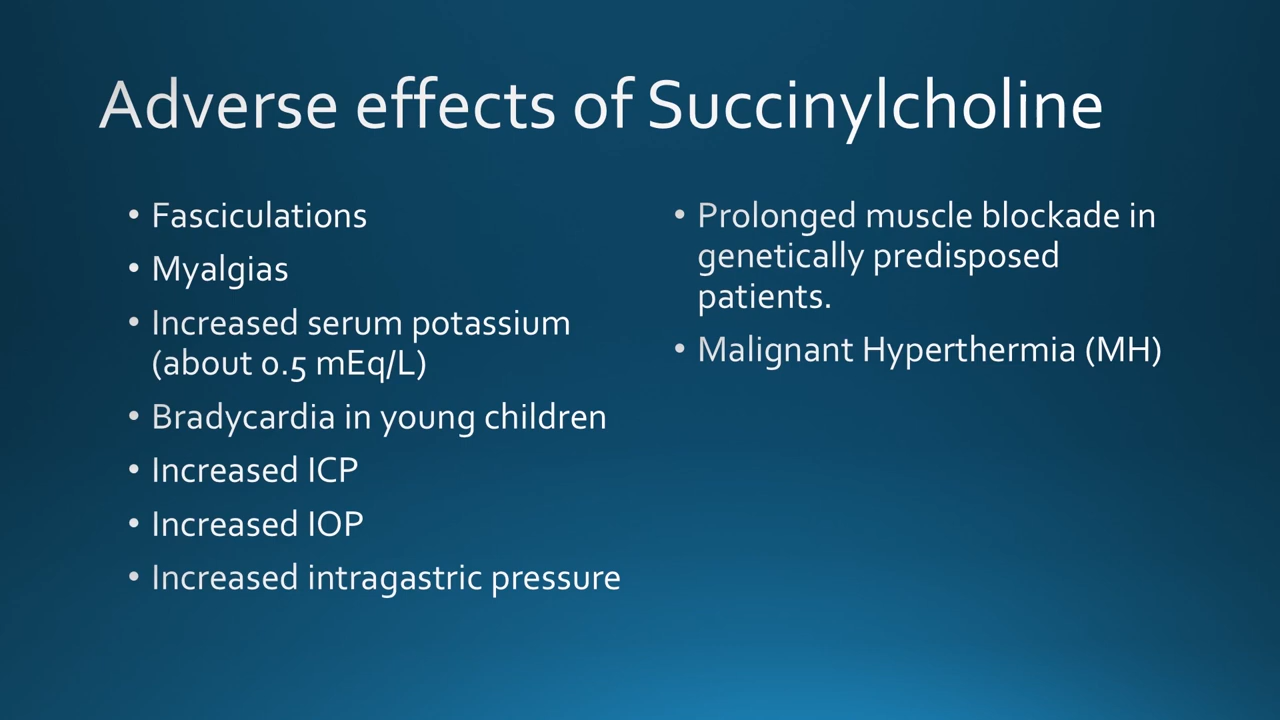 Adverse effects of Succinylcholine
• Fasciculations
• Myalgias
• Increased serum potassium
(about 0.5 mEq/L)
• Bradycardia in young children
• Increased ICP
• Increased IOP
• Increased intragastric pressure
• Prolonged muscle blockade in
genetically predisposed
patients.
• Malignant Hyperthermia (MH)